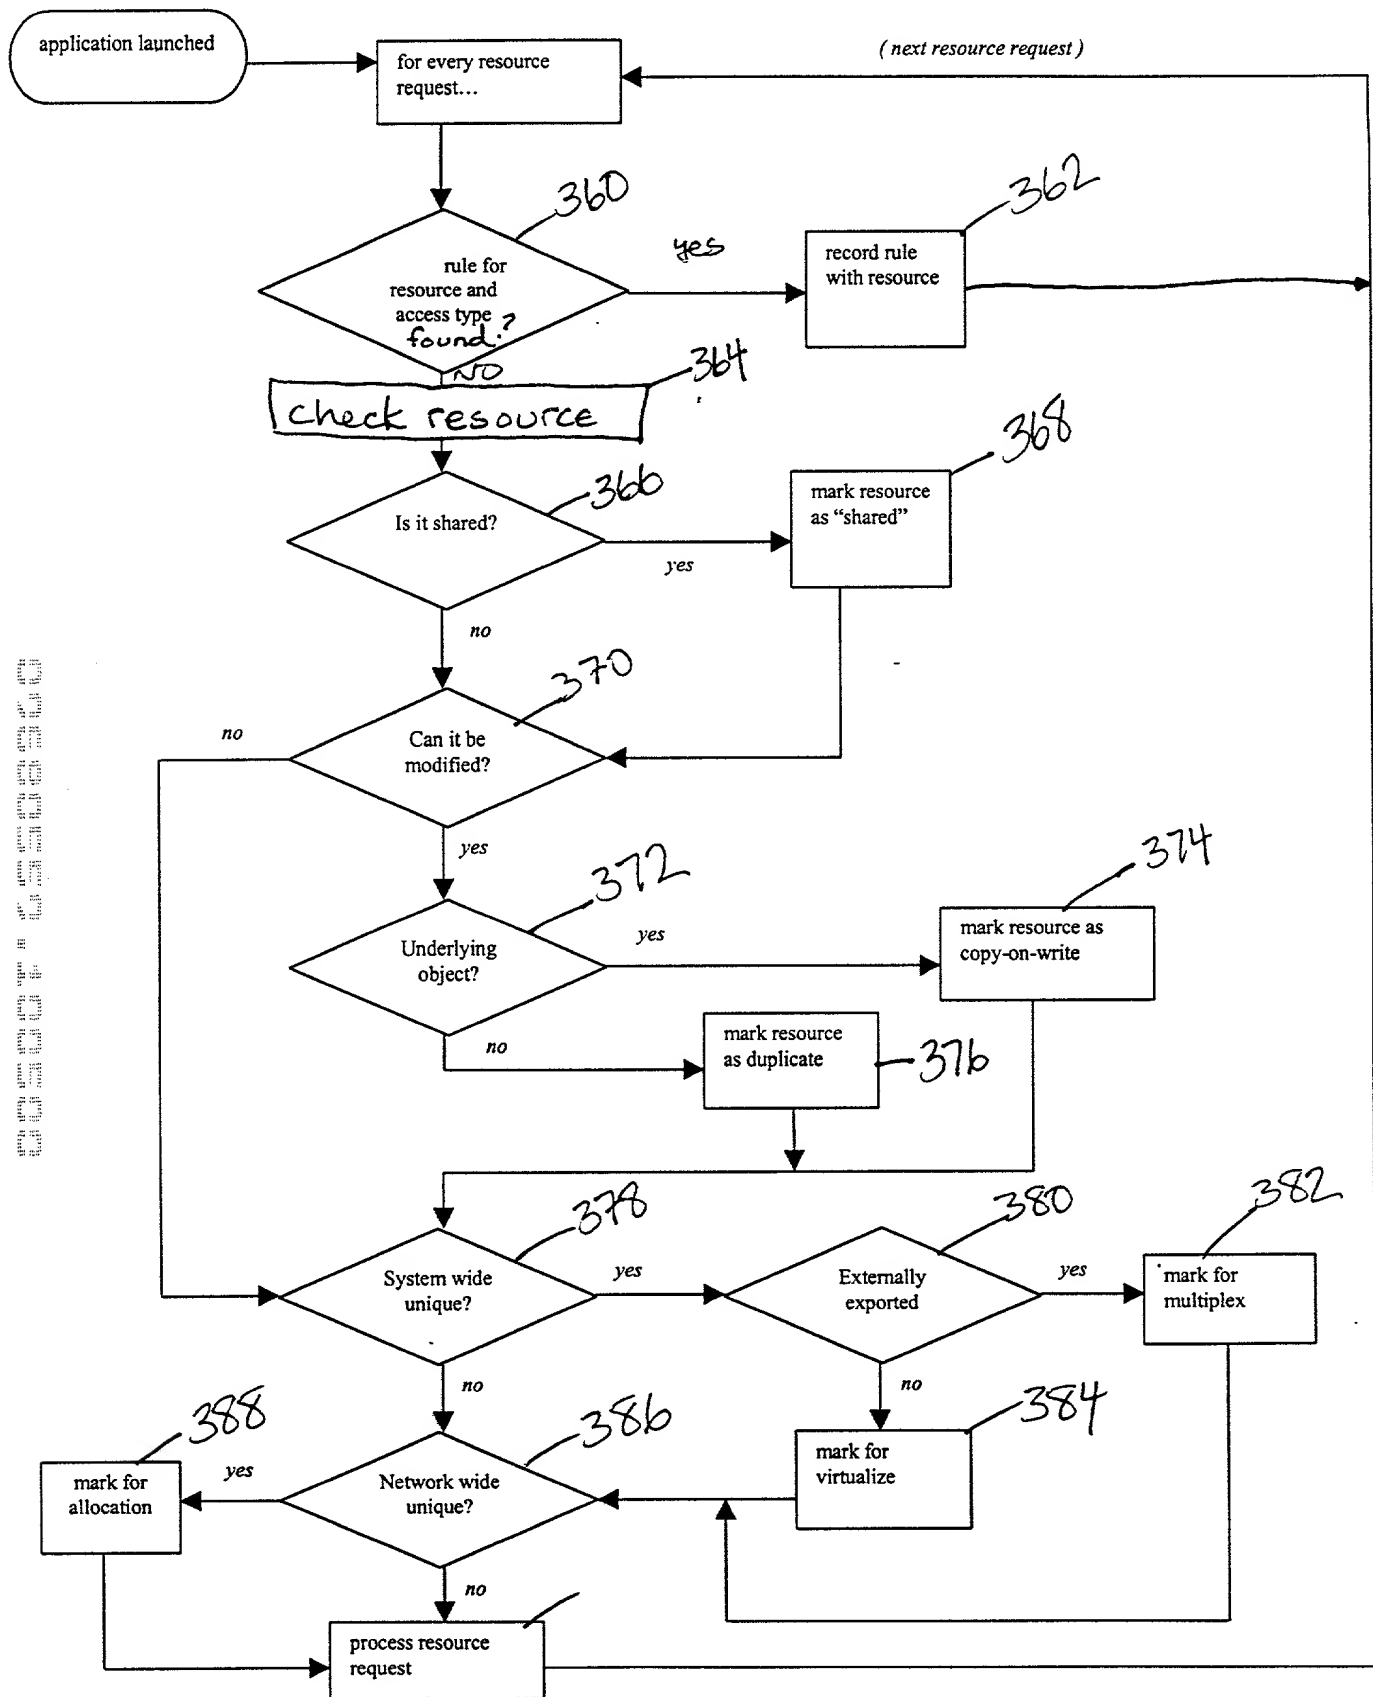 application launched
for every resource
request...
( next resource request )
360
362
rule for
resource and
access type
found?
yes
record rule
with resource
NO
364
check resource
366
368
Is it shared?
yes
mark resource
as “shared”
no
370
no
Can it be
modified?
yes
372
374
Underlying
object?
yes
mark resource as
copy-on-write
no
mark resource
as duplicate
376
378
380
382
System wide
unique?
yes
Externally
exported
yes
mark for
multiplex
no
no
384
388
386
mark for
virtualize
mark for
allocation
yes
Network wide
unique?
no
process resource
request